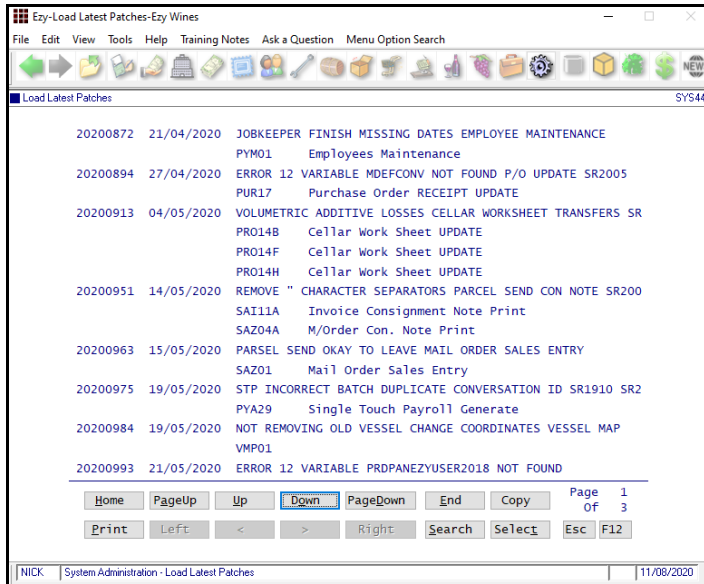 Ezy-Load Latest Patches-Ezy Wines
File Edit View Tools Help Training Notes Ask a Question Menu Option Search
NEW
Load Latest Patches SYS44
20200872 21/04/2020 JOBKEEPER FINISH MISSING DATES EMPLOYEE MAINTENANCE
PYM01 Employees Maintenance
20200894 27/04/2020 ERROR 12 VARIABLE MDEFCONV NOT FOUND P/O UPDATE SR2005
PUR17 Purchase Order RECEIPT UPDATE
20200913 04/05/2020 VOLUMETRIC ADDITIVE LOSSES CELLAR WORKSHEET TRANSFERS SR
PRO14B Cellar Work Sheet UPDATE
PRO14F Cellar Work Sheet UPDATE
PRO14H Cellar Work Sheet UPDATE
20200951 14/05/2020 REMOVE " CHARACTER SEPARATORS PARCEL SEND CON NOTE SR200
SAI11A Invoice Consignment Note Print
SAZ04A M/Order Con. Note Print
20200963 15/05/2020 PARSEL SEND OKAY TO LEAVE MAIL ORDER SALES ENTRY
SAZ01 Mail Order Sales Entry
20200975 19/05/2020 STP INCORRECT BATCH DUPLICATE CONVERSATION ID SR1910 SR2
PYA29 Single Touch Payroll Generate
20200984 19/05/2020 NOT REMOVING OLD VESSEL CHANGE COORDINATES VESSEL MAP
VMP01
20200993 21/05/2020 ERROR 12 VARIABLE PRDPANEZYUSER2018 NOT FOUND
Home PageUp Up Down PageDown End Copy Page 1
Of 3
Print Left < > Right Search Select Esc F12
NICK System Administration - Load Latest Patches 11/08/2020